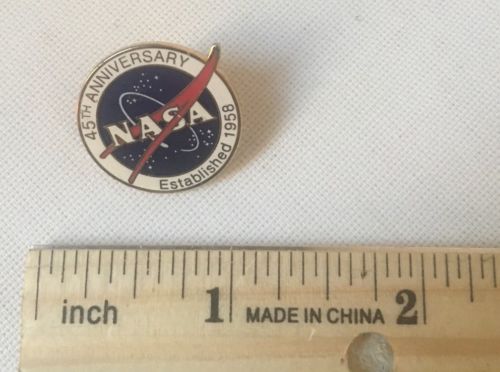 45TH ANNIVERSARY
NASA
Established 1958
inch 1 MADE IN CHINA 2